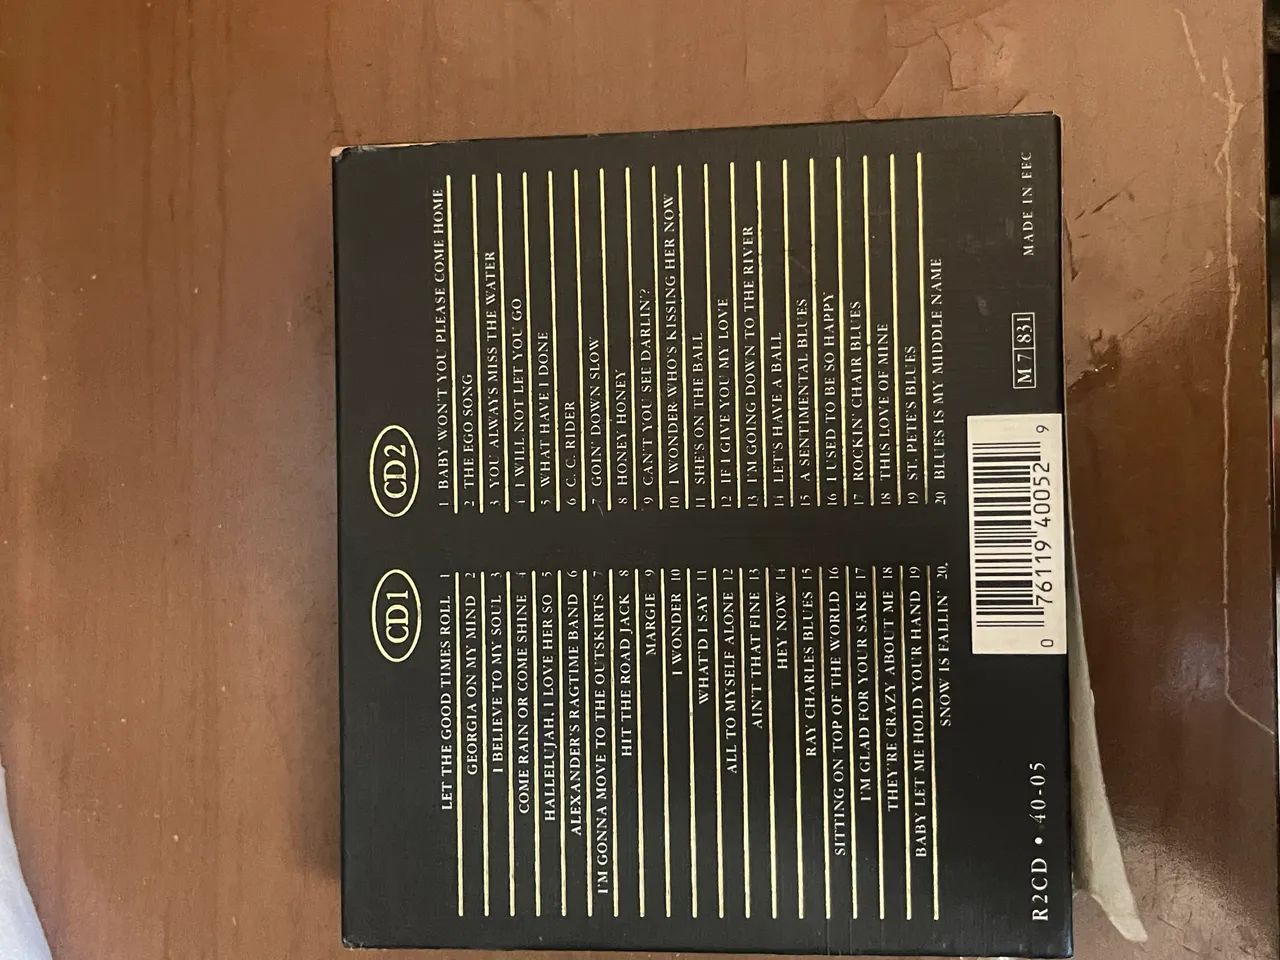 CD1
LET THE GOOD TIMES ROLL 1
GEORGIA ON MY MIND 2
I BELIEVE TO MY SOUL 3
COME RAIN OR COME SHINE 4
HALLELUJAH, I LOVE HER SO 5
ALEXANDER'S RAGTIME BAND 6
I'M GONNA MOVE TO THE OUTSKIRTS 7
HIT THE ROAD JACK 8
MARGIE 9
I WONDER 10
WHAT'D I SAY 11
ALL TO MYSELF ALONE 12
AIN'T THAT FINE 13
HEY NOW 14
RAY CHARLES BLUES 15
SITTING ON TOP OF THE WORLD 16
I'M GLAD FOR YOUR SAKE 17
THEY'RE CRAZY ABOUT ME 18
BABY LET ME HOLD YOUR HAND 19
SNOW IS FALLIN' 20
CD2
1 BABY WON'T YOU PLEASE COME HOME
2 THE EGO SONG
3 YOU ALWAYS MISS THE WATER
4 I WILL NOT LET YOU GO
5 WHAT HAVE I DONE
6 C. C. RIDER
7 GOIN' DOWN SLOW
8 HONEY HONEY
9 CAN'T YOU SEE DARLIN'?
10 I WONDER WHO'S KISSING HER NOW
11 SHE'S ON THE BALL
12 IF I GIVE YOU MY LOVE
13 I'M GOING DOWN TO THE RIVER
14 LET'S HAVE A BALL
15 A SENTIMENTAL BLUES
16 I USED TO BE SO HAPPY
17 ROCKIN' CHAIR BLUES
18 THIS LOVE OF MINE
19 ST. PETE'S BLUES
20 BLUES IS MY MIDDLE NAME
0 76119 40052 9
R2CD • 40-05
M 7 831
MADE IN EEC